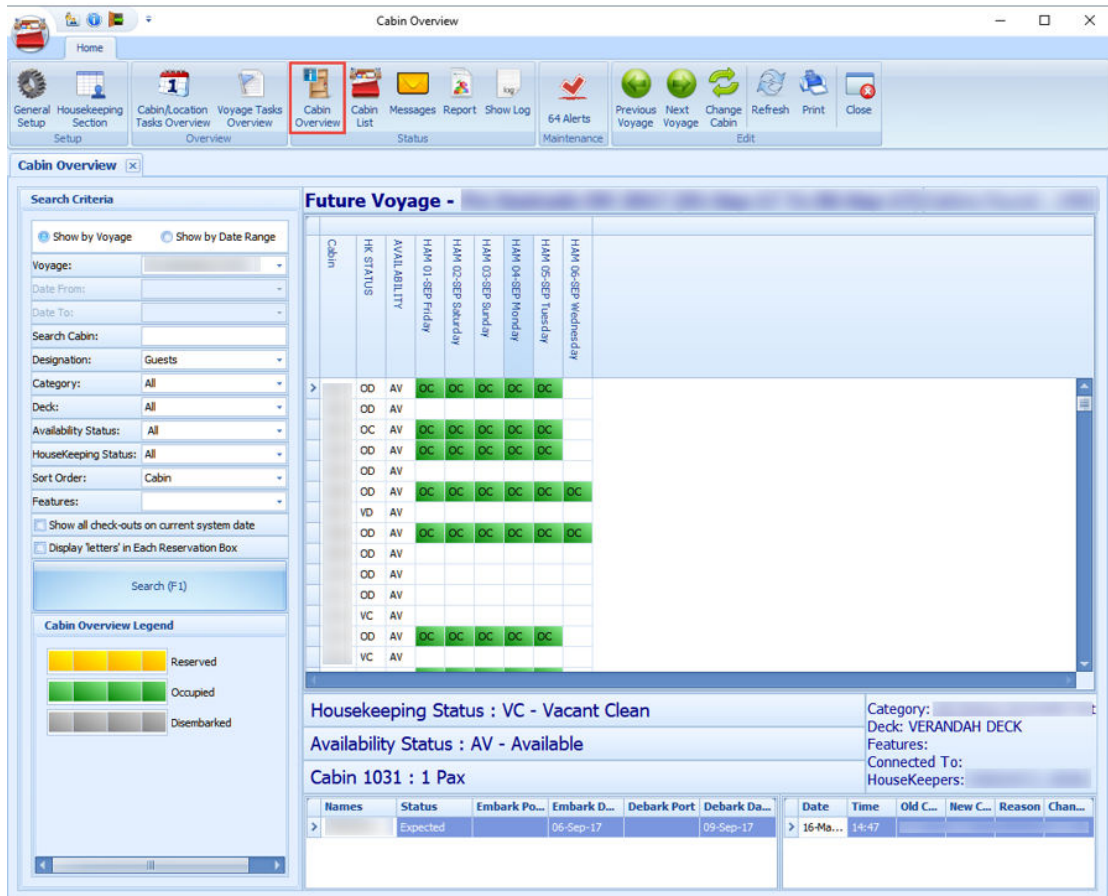 Cabin Overview
Home
General Setup
Housekeeping Section
Cabin/Location Tasks Overview
Voyage Tasks Overview
Cabin Overview
Cabin List
Messages
Report
Show Log
64 Alerts
Previous Voyage
Next Voyage
Change Cabin
Refresh
Print
Close
Setup
Overview
Status
Maintenance
Edit
Cabin Overview
Search Criteria
Show by Voyage Show by Date Range
Voyage:
Date From:
Date To:
Search Cabin:
Designation: Guests
Category: All
Deck: All
Availability Status: All
HouseKeeping Status: All
Sort Order: Cabin
Features:
Show all check-outs on current system date
Display 'letters' in Each Reservation Box
Search (F1)
Cabin Overview Legend
Reserved
Occupied
Disembarked
Future Voyage -
Cabin
HK STATUS
AVAILABILITY
HAM 01-SEP Friday
HAM 02-SEP Saturday
HAM 03-SEP Sunday
HAM 04-SEP Monday
HAM 05-SEP Tuesday
HAM 06-SEP Wednesday
OD AV OC OC OC OC OC
OD AV
OC AV OC OC OC OC OC
OD AV OC OC OC OC OC
OD AV
OD AV OC OC OC OC OC OC
VD AV
OD AV OC OC OC OC OC OC
OD AV
OD AV
OD AV
VC AV
OD AV OC OC OC OC OC
VC AV
Housekeeping Status : VC - Vacant Clean
Availability Status : AV - Available
Cabin 1031 : 1 Pax
Category:
Deck: VERANDAH DECK
Features:
Connected To:
HouseKeepers:
Names Status Embark Po... Embark D... Debark Port Debark Da...
Expected 06-Sep-17 09-Sep-17
Date Time Old C... New C... Reason Chan...
16-Ma... 14:47